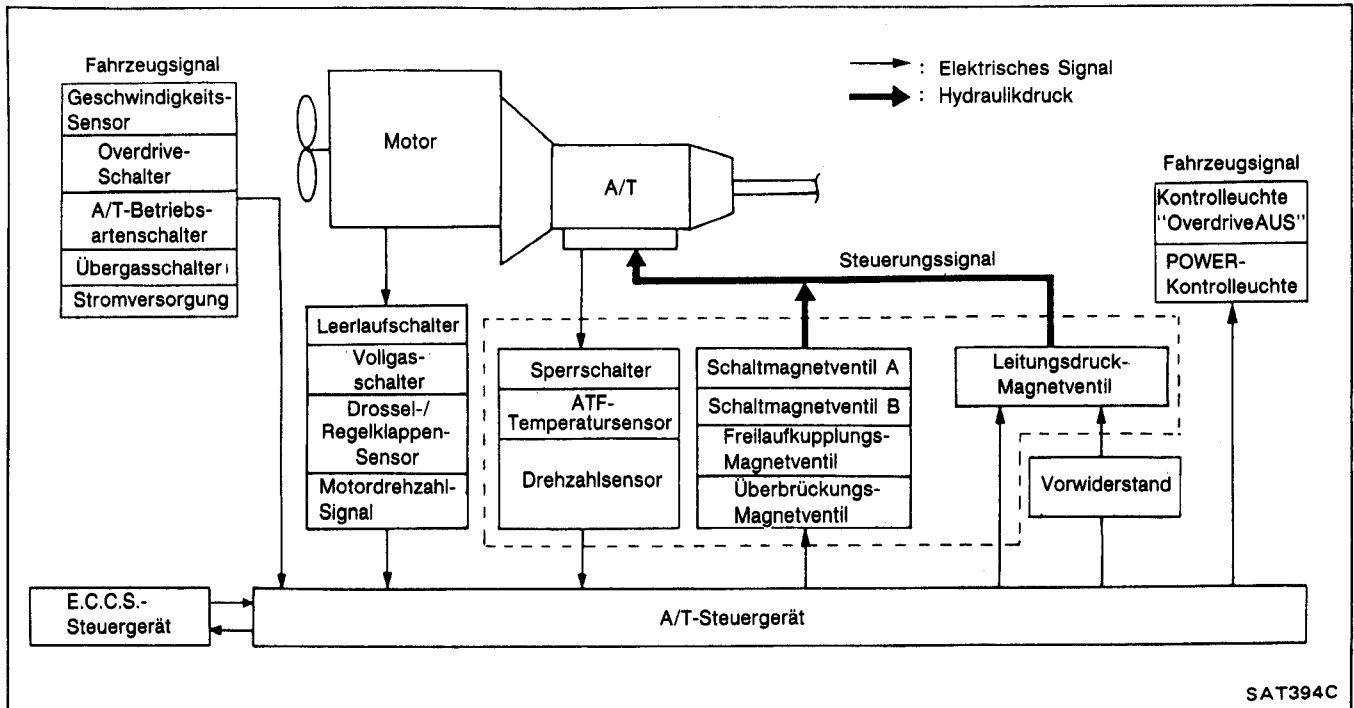 Fahrzeugsignal
Geschwindigkeits-
Sensor
Overdrive-
Schalter
A/T-Betriebs-
artenschalter
Übergasschalter
Stromversorgung
Motor
A/T
: Elektrisches Signal
: Hydraulikdruck
Fahrzeugsignal
Kontrolleuchte
"OverdriveAUS"
POWER-
Kontrolleuchte
Steuerungssignal
Leerlaufschalter
Vollgas-
schalter
Drossel-/
Regelklappen-
Sensor
Motordrehzahl-
Signal
Sperrschalter
ATF-
Temperatursensor
Drehzahlsensor
Schaltmagnetventil A
Schaltmagnetventil B
Freilaufkupplungs-
Magnetventil
Überbrückungs-
Magnetventil
Leitungsdruck-
Magnetventil
Vorwiderstand
E.C.C.S.-
Steuergerät
A/T-Steuergerät
SAT394C